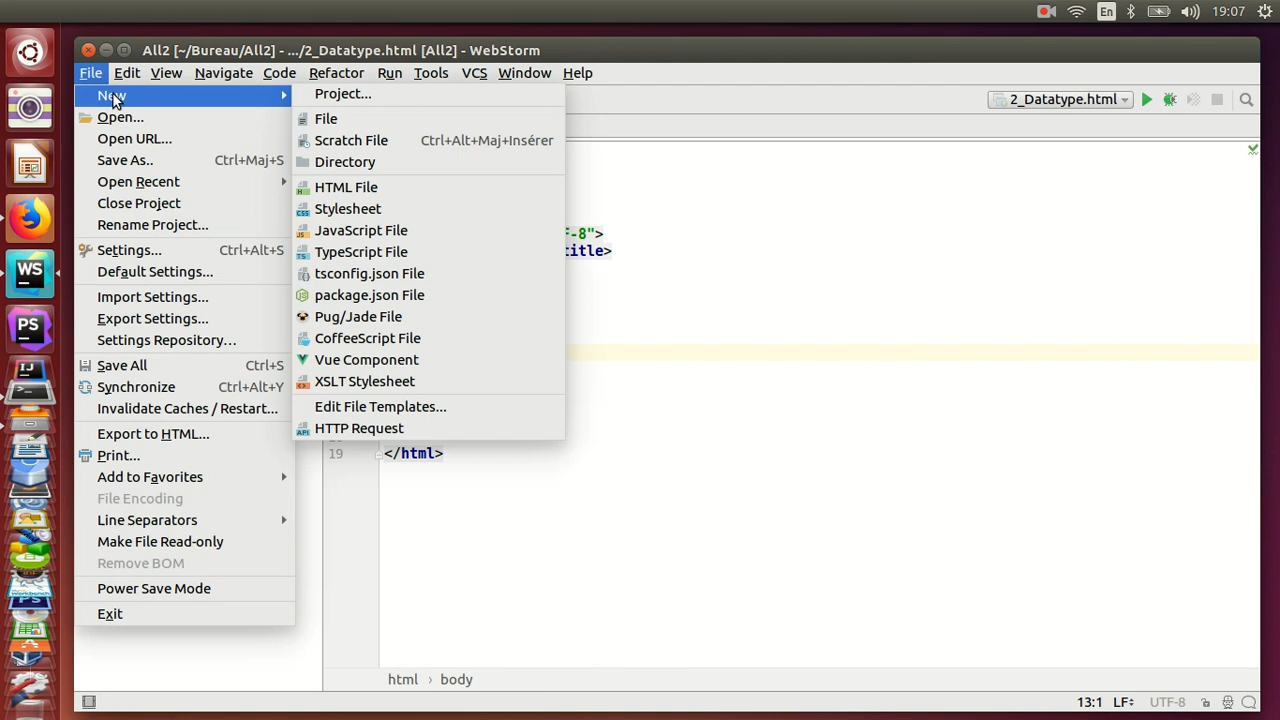 En
19:07
All2 [~/Bureau/All2] - .../2_Datatype.html [All2] - WebStorm
File Edit View Navigate Code Refactor Run Tools VCS Window Help
2_Datatype.html
New
Open...
Open URL...
Save As.. Ctrl+Maj+S
Open Recent
Close Project
Rename Project...
Settings... Ctrl+Alt+S
Default Settings...
Import Settings...
Export Settings...
Settings Repository...
Save All Ctrl+S
Synchronize Ctrl+Alt+Y
Invalidate Caches / Restart...
Export to HTML...
Print...
Add to Favorites
File Encoding
Line Separators
Make File Read-only
Remove BOM
Power Save Mode
Exit
Project...
File
Scratch File Ctrl+Alt+Maj+Insérer
Directory
HTML File
Stylesheet
JavaScript File
TypeScript File
tsconfig.json File
package.json File
Pug/Jade File
CoffeeScript File
Vue Component
XSLT Stylesheet
Edit File Templates...
HTTP Request
F-8">
title>
19 </html>
html › body
13:1 LF÷ UTF-8
WS
PS
IJ